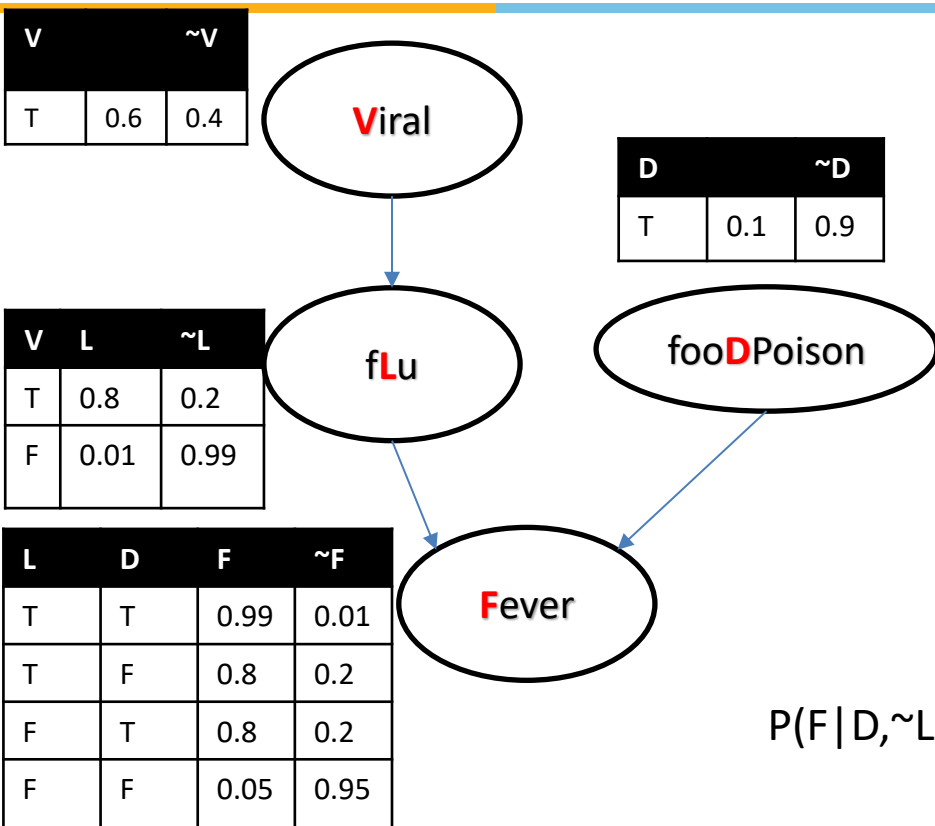 V ~V
T 0.6 0.4
Viral
D ~D
T 0.1 0.9
V L ~L
T 0.8 0.2
F 0.01 0.99
fLu
fooDPoison
L D F ~F
T T 0.99 0.01
T F 0.8 0.2
F T 0.8 0.2
F F 0.05 0.95
Fever
P(F|D,~L